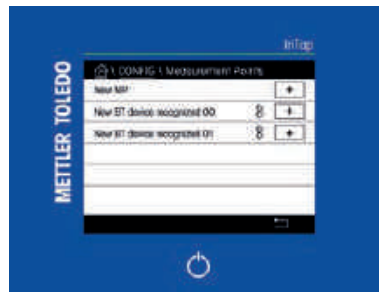 InTap
METTLER TOLEDO
\ CONFIG \ Measurement Points
New MP
+
New BT device recognized 00
+
New BT device recognized 01
+